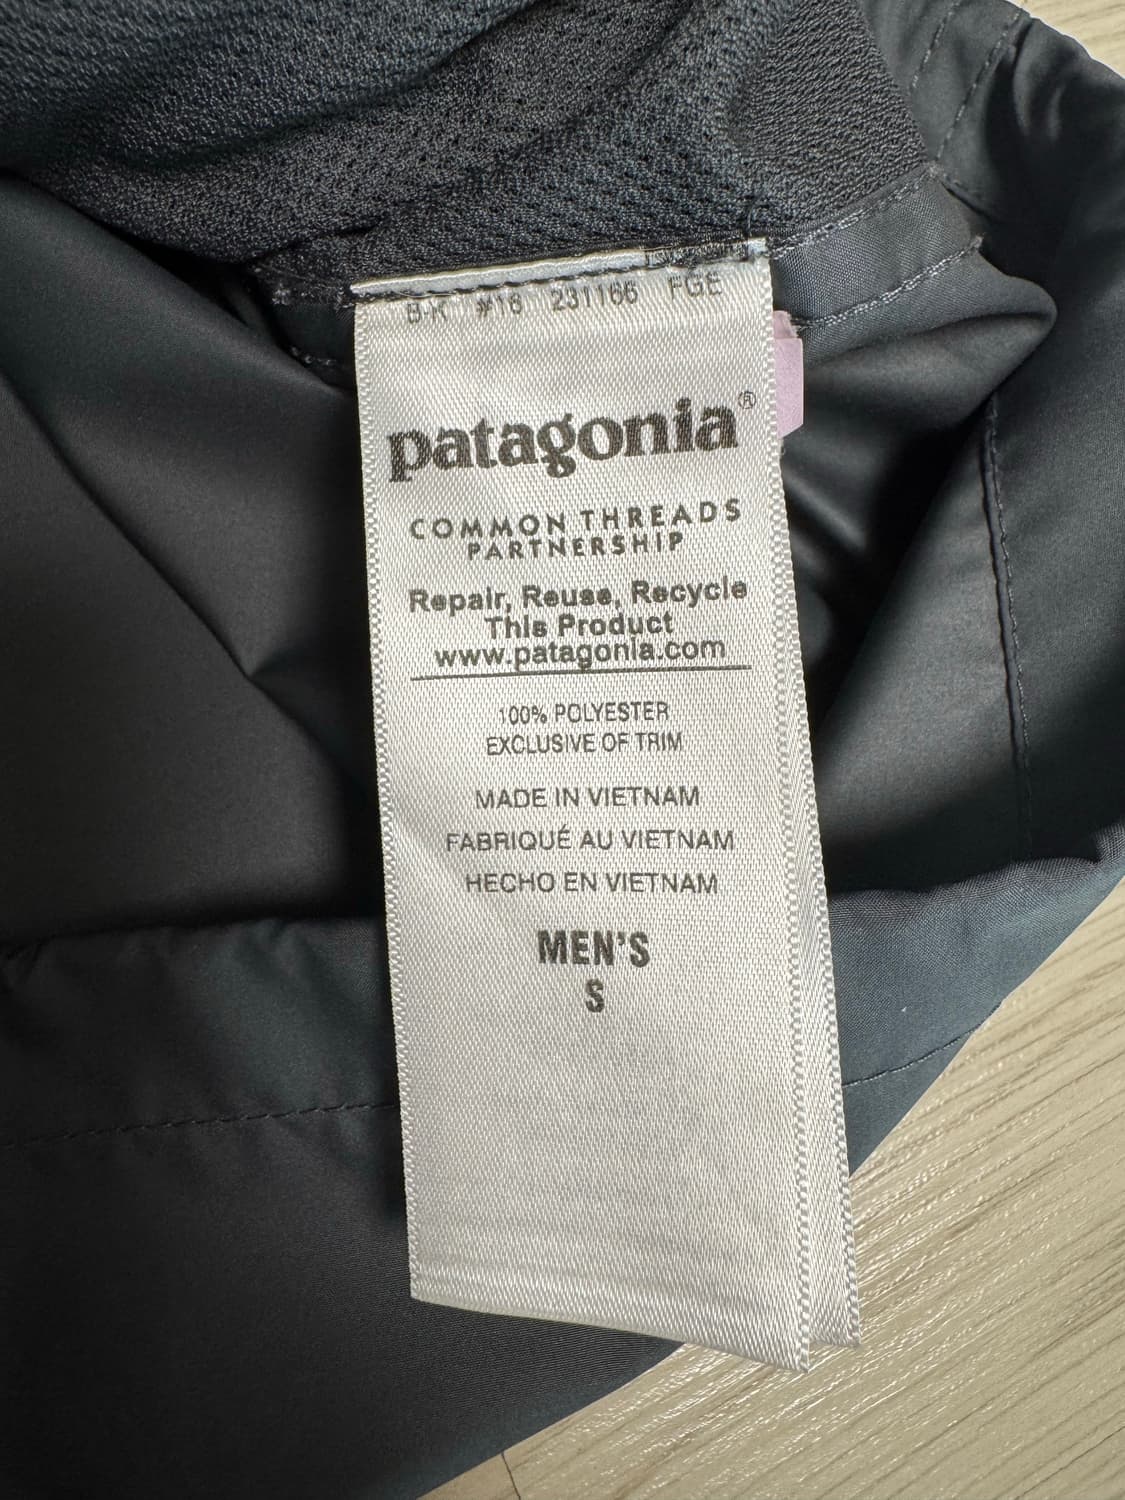 B-K #16 231166 FGE
patagonia®
COMMON THREADS
PARTNERSHIP
Repair, Reuse, Recycle
This Product
www.patagonia.com
100% POLYESTER
EXCLUSIVE OF TRIM
MADE IN VIETNAM
FABRIQUÉ AU VIETNAM
HECHO EN VIETNAM
MEN'S
S